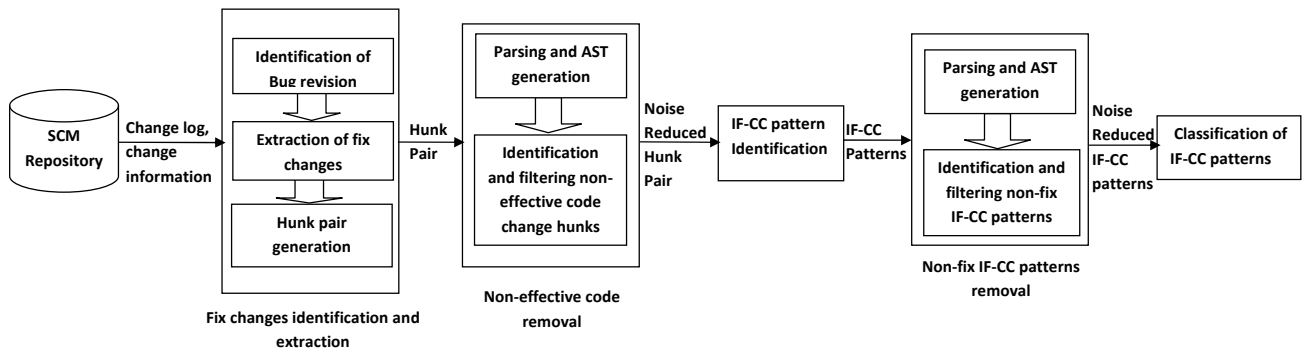 SCM
Repository
Change log,
change
information
Identification of
Bug revision
Extraction of fix
changes
Hunk pair
generation
Fix changes identification and
extraction
Hunk
Pair
Parsing and AST
generation
Identification
and filtering non-
effective code
change hunks
Non-effective code
removal
Noise
Reduced
Hunk
Pair
IF-CC pattern
Identification
IF-CC
Patterns
Parsing and AST
generation
Identification and
filtering non-fix
IF-CC patterns
Non-fix IF-CC patterns
removal
Noise
Reduced
IF-CC
patterns
Classification of
IF-CC patterns